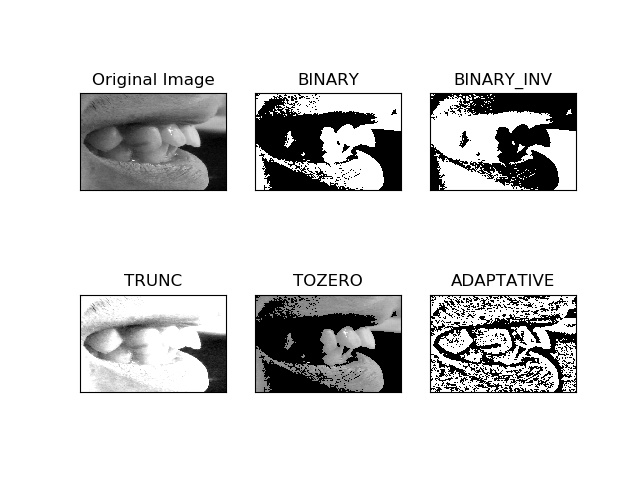 Original Image
BINARY
BINARY_INV
TRUNC
TOZERO
ADAPTATIVE